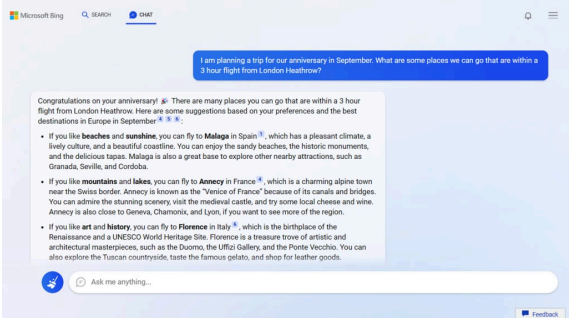 Microsoft Bing SEARCH CHAT
I am planning a trip for our anniversary in September. What are some places we can go that are within a
3 hour flight from London Heathrow?
Congratulations on your anniversary! 🎉 There are many places you can go that are within a 3 hour
flight from London Heathrow. Here are some suggestions based on your preferences and the best
destinations in Europe in September 4 5 6 :
• If you like beaches and sunshine, you can fly to Malaga in Spain 1 , which has a pleasant climate, a
lively culture, and a beautiful coastline. You can enjoy the sandy beaches, the historic monuments,
and the delicious tapas. Malaga is also a great base to explore other nearby attractions, such as
Granada, Seville, and Cordoba.
• If you like mountains and lakes, you can fly to Annecy in France 4 , which is a charming alpine town
near the Swiss border. Annecy is known as the "Venice of France" because of its canals and bridges.
You can admire the stunning scenery, visit the medieval castle, and try some local cheese and wine.
Annecy is also close to Geneva, Chamonix, and Lyon, if you want to see more of the region.
• If you like art and history, you can fly to Florence in Italy 5 , which is the birthplace of the
Renaissance and a UNESCO World Heritage Site. Florence is a treasure trove of artistic and
architectural masterpieces, such as the Duomo, the Uffizi Gallery, and the Ponte Vecchio. You can
also explore the Tuscan countryside, taste the famous gelato, and shop for leather goods.
Ask me anything...
Feedback